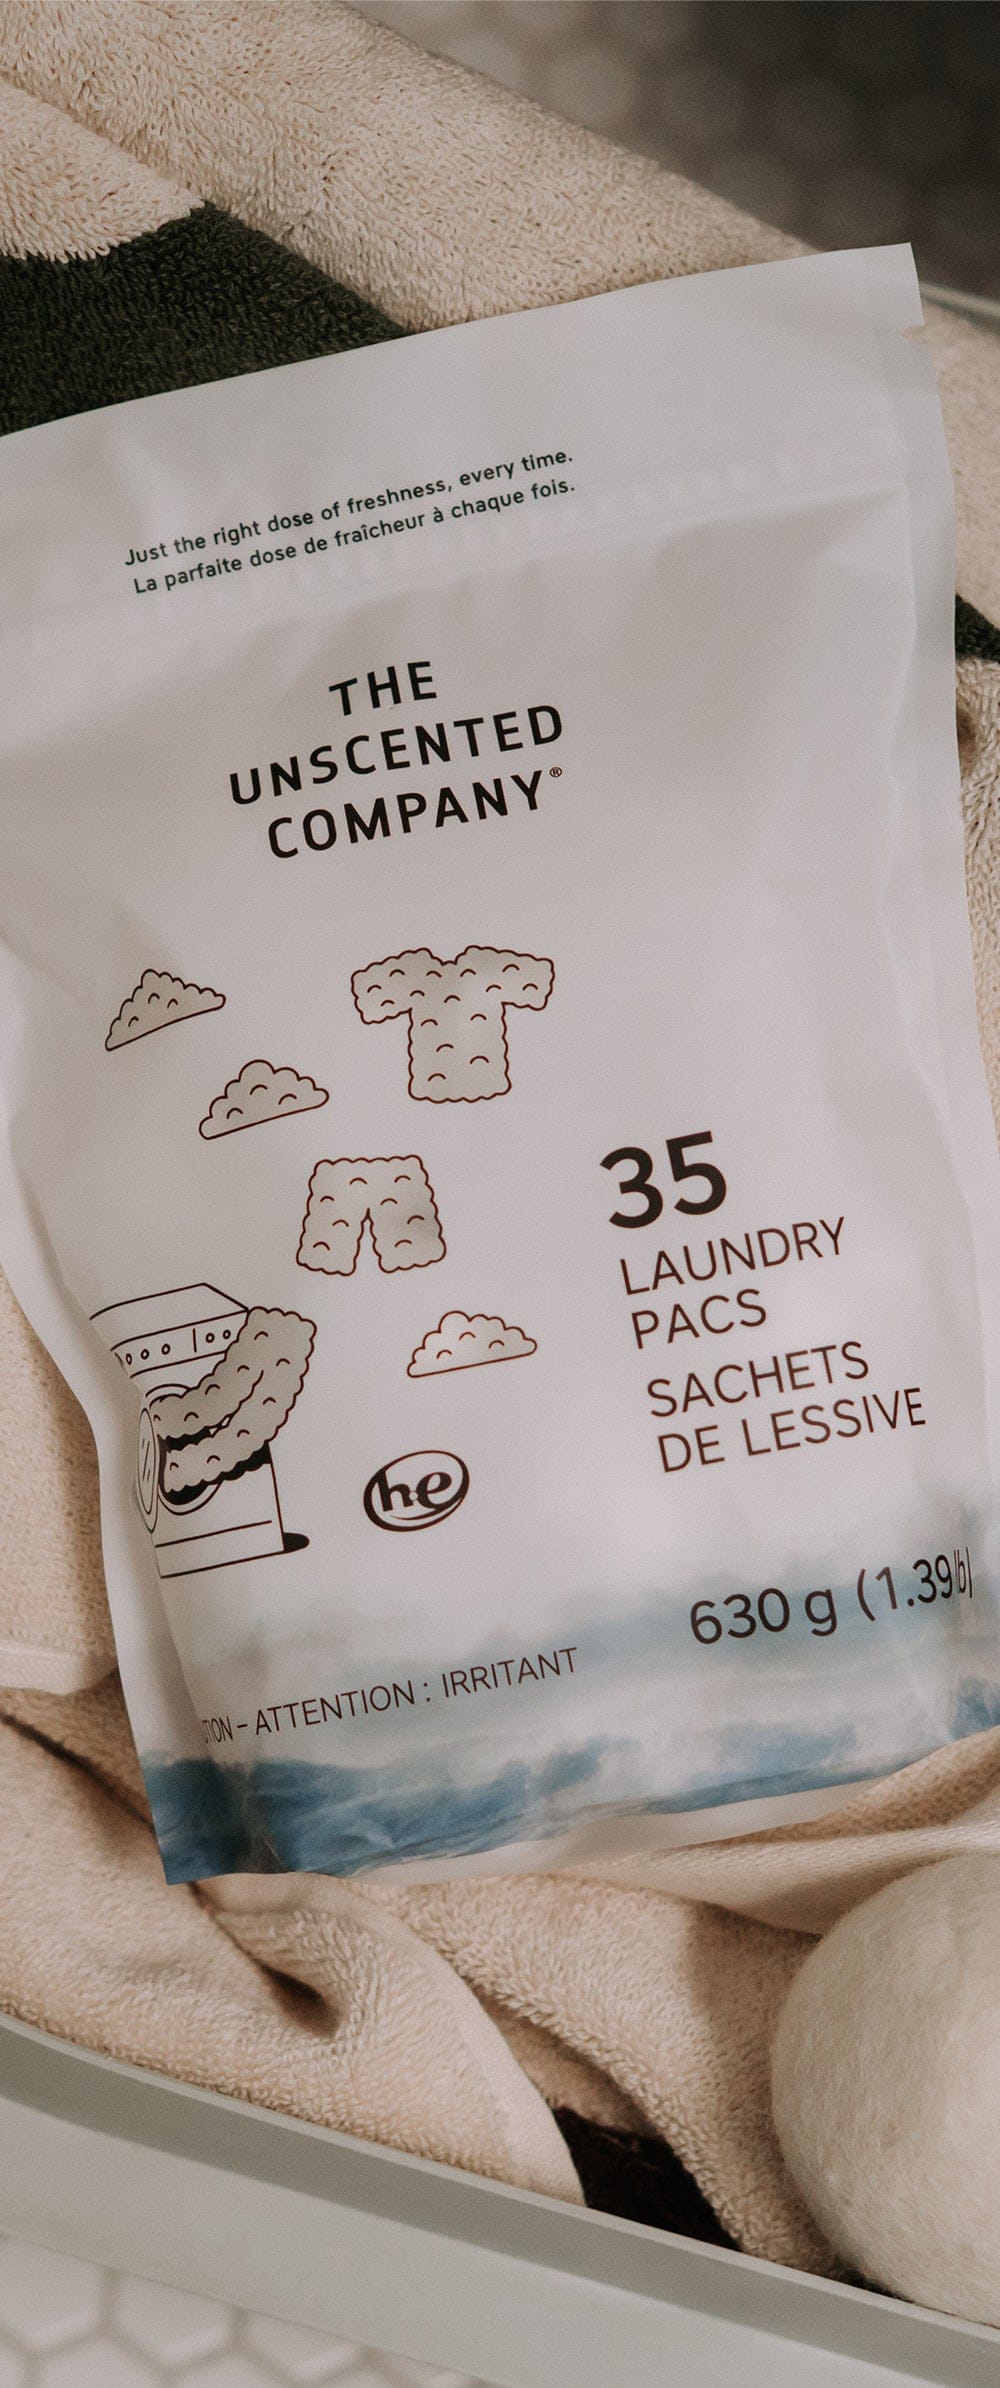 Just the right dose of freshness, every time.
La parfaite dose de fraîcheur à chaque fois.
THE
UNSCENTED
COMPANY®
35
LAUNDRY
PACS
SACHETS
DE LESSIVE
he
630 g (1.39 lb)
– ATTENTION : IRRITANT